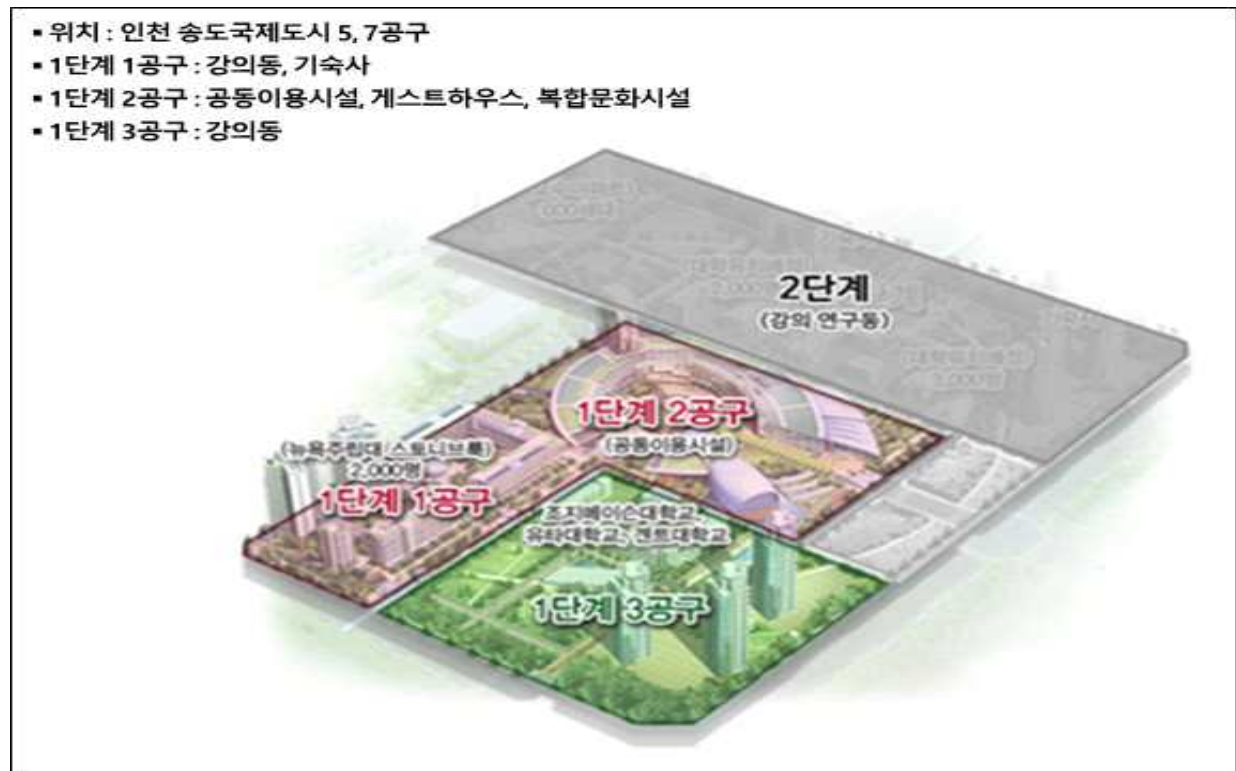 ▪ 위치 : 인천 송도국제도시 5, 7공구
▪ 1단계 1공구 : 강의동, 기숙사
▪ 1단계 2공구 : 공동이용시설, 게스트하우스, 복합문화시설
▪ 1단계 3공구 : 강의동
2단계
(강의 연구동)
1단계 2공구
(공동이용시설)
(뉴욕주립대 스토니브룩)
2,000명
1단계 1공구
조지메이슨대학교,
유타대학교, 겐트대학교
1단계 3공구